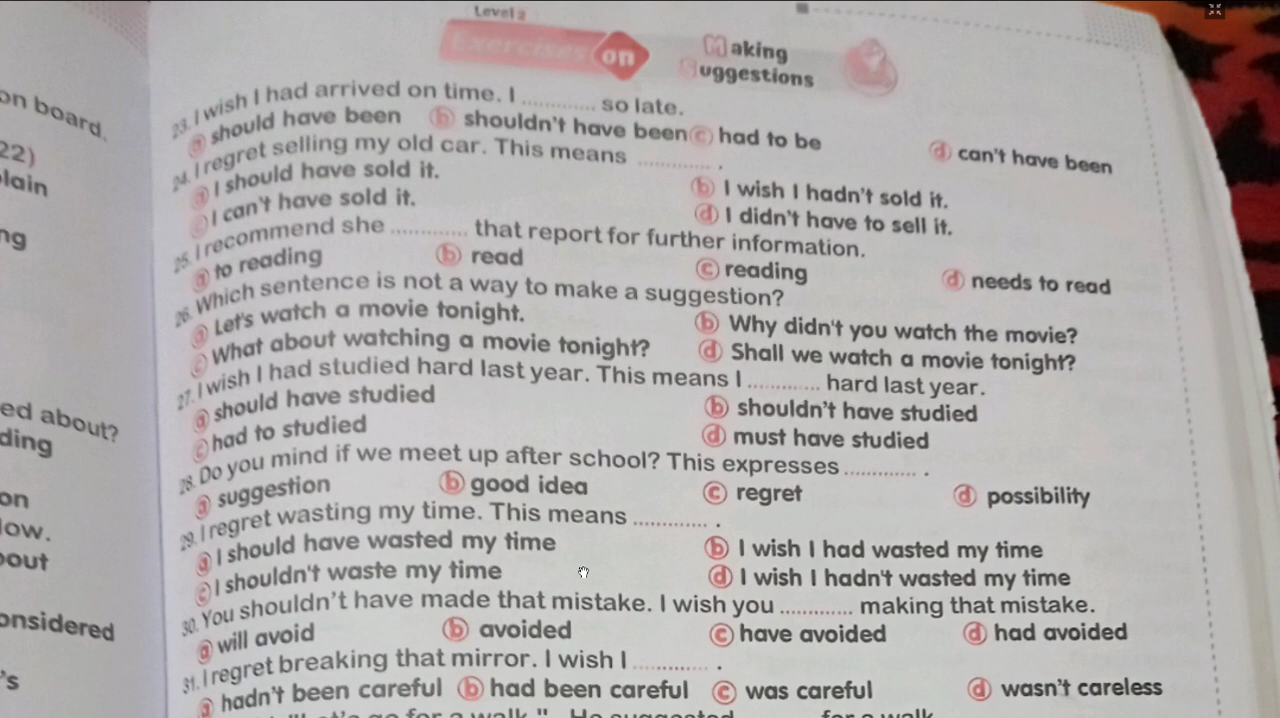 Level 2
Exercises on Making
Suggestions
on board.
22)
lain
ng
ed about?
ding
on
low.
bout
onsidered
's
23. I wish I had arrived on time. I ............ so late.
a should have been b shouldn't have been c had to be d can't have been
24. I regret selling my old car. This means ............ .
a I should have sold it. b I wish I hadn't sold it.
c I can't have sold it. d I didn't have to sell it.
25. I recommend she ............ that report for further information.
a to reading b read c reading d needs to read
26. Which sentence is not a way to make a suggestion?
a Let's watch a movie tonight. b Why didn't you watch the movie?
c What about watching a movie tonight? d Shall we watch a movie tonight?
27. I wish I had studied hard last year. This means I ............ hard last year.
a should have studied b shouldn't have studied
c had to studied d must have studied
28. Do you mind if we meet up after school? This expresses ............ .
a suggestion b good idea c regret d possibility
29. I regret wasting my time. This means ............ .
a I should have wasted my time b I wish I had wasted my time
c I shouldn't waste my time d I wish I hadn't wasted my time
30. You shouldn't have made that mistake. I wish you ............ making that mistake.
a will avoid b avoided c have avoided d had avoided
31. I regret breaking that mirror. I wish I ............ .
a hadn't been careful b had been careful c was careful d wasn't careless
go for a walk." He suggested for a walk